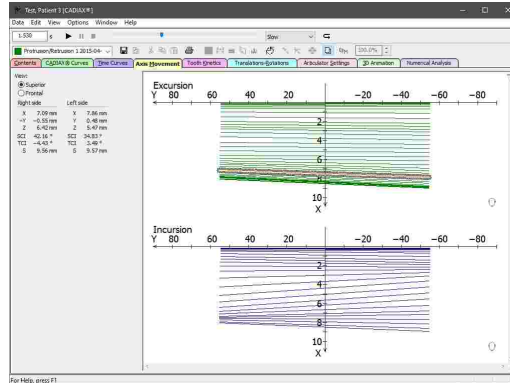 Test, Patient 3 [CADIAX®]
Data Edit View Options Window Help
1.530 s Slow
Protrusion/Retrusion 1 2015-04- 100.0%
Contents CADIAX® Curves Time Curves Axis Movement Tooth Kinetics Translations-Rotations Articulator Settings 3D Animation Numerical Analysis
View:
Superior
Frontal
Right side Left side
X 7.09 mm X 7.86 mm
-Y -0.55 mm Y 0.48 mm
Z 6.42 mm Z 5.47 mm
SCI 42.16 ° SCI 34.83 °
TCI -4.43 ° TCI 3.49 °
S 9.56 mm S 9.57 mm
Excursion
Y 80 60 40 20 -20 -40 -60 -80
2
4
6
8
10
X
Incursion
Y 80 60 40 20 -20 -40 -60 -80
2
4
6
8
10
X
For Help, press F1